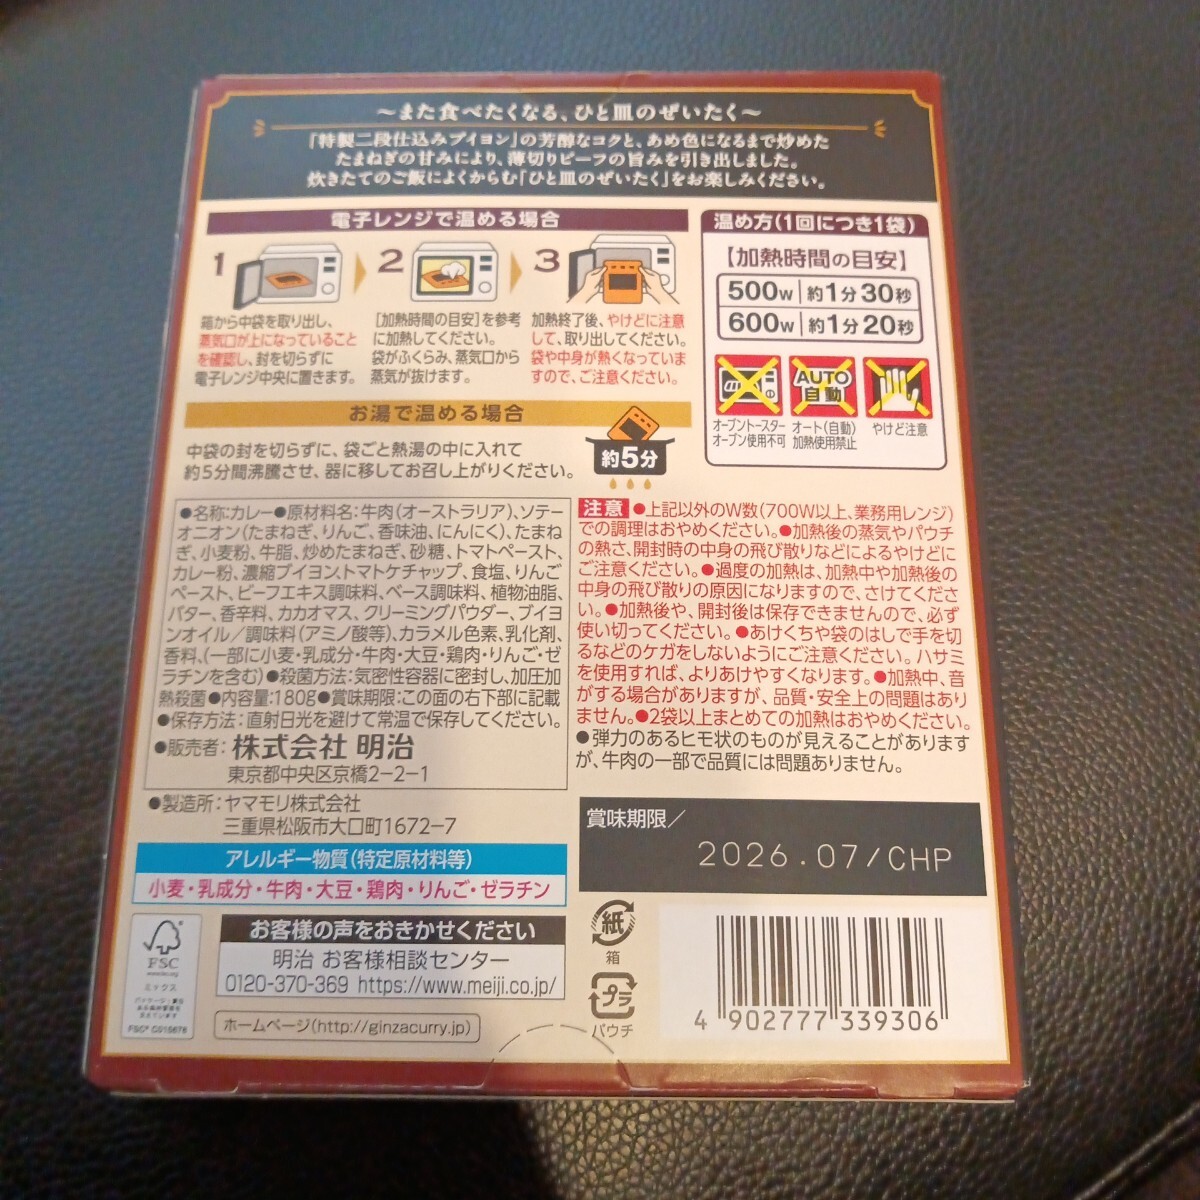 ～また食べたくなる、ひと皿のぜいたく～
「特製二段仕込みブイヨン」の芳醇なコクと、あめ色になるまで炒めた
たまねぎの甘みにより、薄切りビーフの旨みを引き出しました。
炊きたてのご飯によくからむ「ひと皿のぜいたく」をお楽しみください。
電子レンジで温める場合
1
箱から中袋を取り出し、
蒸気口が上になっていること
を確認し、封を切らずに
電子レンジ中央に置きます。
2
[加熱時間の目安]を参考
に加熱してください。
袋がふくらみ、蒸気口から
蒸気が抜けます。
3
加熱終了後、やけどに注意
して、取り出してください。
袋や中身が熱くなっていま
すので、ご注意ください。
温め方(1回につき1袋)
【加熱時間の目安】
500W 約1分30秒
600W 約1分20秒
AUTO
自動
オーブントースター
オーブン使用不可
オート(自動)
加熱使用禁止
やけど注意
お湯で温める場合
中袋の封を切らずに、袋ごと熱湯の中に入れて
約5分間沸騰させ、器に移してお召し上がりください。
約5分
●名称:カレー●原材料名:牛肉(オーストラリア)、ソテー
オニオン(たまねぎ、りんご、香味油、にんにく)、たまね
ぎ、小麦粉、牛脂、炒めたまねぎ、砂糖、トマトペースト、
カレー粉、濃縮ブイヨン、トマトケチャップ、食塩、りんご
ペースト、ビーフエキス調味料、ベース調味料、植物油脂、
バター、香辛料、カカオマス、クリーミングパウダー、ブイヨ
ンオイル／調味料(アミノ酸等)、カラメル色素、乳化剤、
香料、(一部に小麦・乳成分・牛肉・大豆・鶏肉・りんご・ゼ
ラチンを含む)●殺菌方法:気密性容器に密封し、加圧加
熱殺菌●内容量:180g●賞味期限:この面の右下部に記載
●保存方法:直射日光を避けて常温で保存してください。
●販売者:株式会社 明治
東京都中央区京橋2-2-1
●製造所:ヤマモリ株式会社
三重県松阪市大口町1672-7
注意 ●上記以外のW数(700W以上、業務用レンジ)
での調理はおやめください。●加熱後の蒸気やパウチ
の熱さ、開封時の中身の飛び散りなどによるやけどに
ご注意ください。●過度の加熱は、加熱中や加熱後の
中身の飛び散りの原因になりますので、さけてくださ
い。●加熱後や、開封後は保存できませんので、必ず
使い切ってください。●あけくちや袋のはしで手を切
るなどのケガをしないようにご注意ください。ハサミ
を使用すれば、よりあけやすくなります。●加熱中、音
がする場合がありますが、品質・安全上の問題はあり
ません。●2袋以上まとめての加熱はおやめください。
●弾力のあるヒモ状のものが見えることがあります
が、牛肉の一部で品質には問題ありません。
アレルギー物質(特定原材料等)
小麦・乳成分・牛肉・大豆・鶏肉・りんご・ゼラチン
賞味期限／
2026.07/CHP
FSC
www.fsc.org
ミックス
FSC® C015676
お客様の声をおきかせください
明治 お客様相談センター
0120-370-369 https://www.meiji.co.jp/
ホームページ(http://ginzacurry.jp)
紙
箱
プラ
パウチ
4 902777 339306